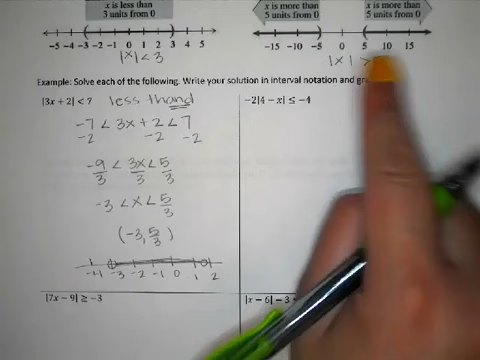 x is less than
3 units from 0
x is more than
5 units from 0
x is more than
5 units from 0
-5 -4 -3 -2 -1 0 1 2 3 4 5
-15 -10 -5 0 5 10 15
|x| < 3
|x| >
Example: Solve each of the following. Write your solution in interval notation and
|3x + 2| < 7 less thand
-7 < 3x + 2 < 7
-2 -2 -2
-9/3 < 3x/3 < 5/3
-3 < x < 5/3
(-3, 5/3)
-4 -3 -2 -1 0 1 2
-2|4 − x| ≤ −4
|7x − 9| ≥ −3
|x − 6| − 3